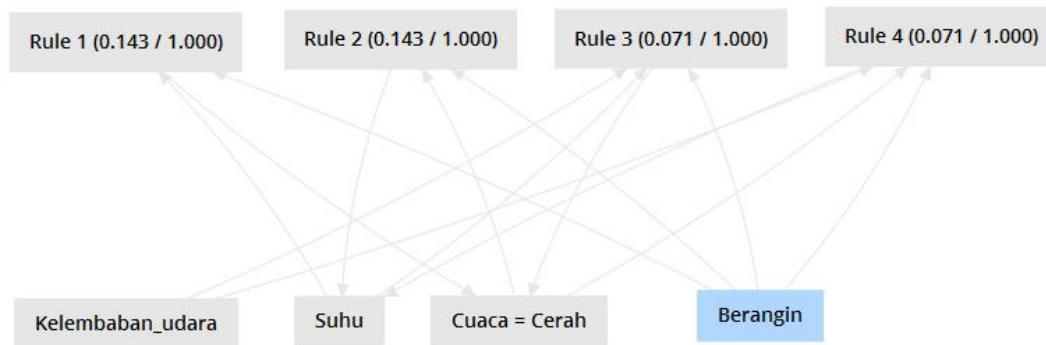 Rule 1 (0.143 / 1.000)
Rule 2 (0.143 / 1.000)
Rule 3 (0.071 / 1.000)
Rule 4 (0.071 / 1.000)
Kelembaban_udara
Suhu
Cuaca = Cerah
Berangin